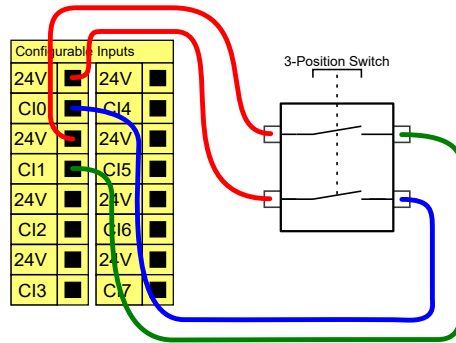 Configurable Inputs
3-Position Switch
24V 24V
CI0 CI4
24V 24V
CI1 CI5
24V 24V
CI2 CI6
24V 24V
CI3 CI7